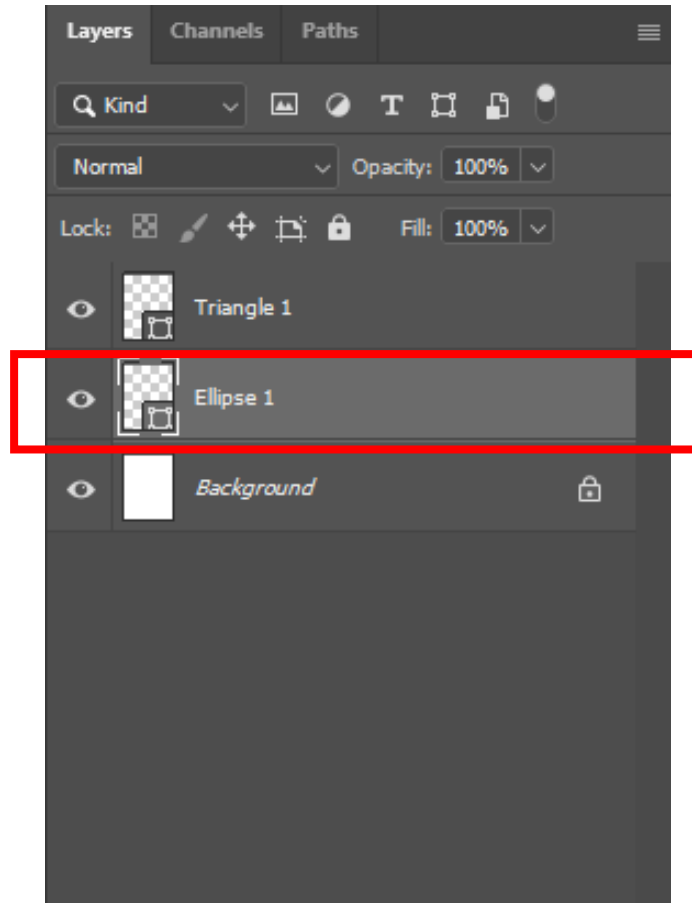 Layers Channels Paths
Kind
Normal Opacity: 100%
Lock: Fill: 100%
Triangle 1
Ellipse 1
Background